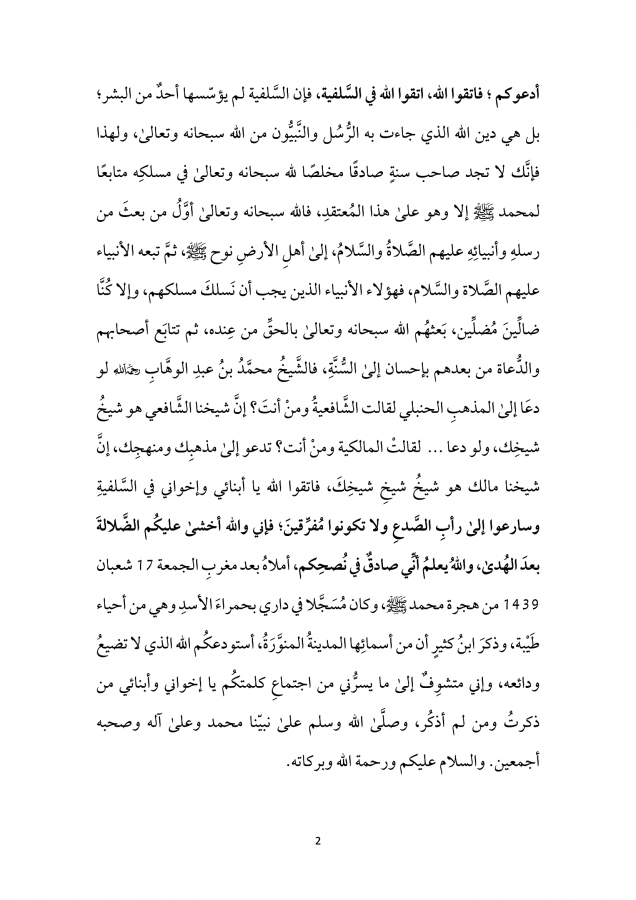 أدعوكم ؛ فاتقوا الله، اتقوا الله في السَّلفية، فإن السَّلفية لم يؤسّسها أحدٌ من البشر؛
بل هي دين الله الذي جاءت به الرُّسُل والنَّبيُّون من الله سبحانه وتعالىٰ، ولهذا
فإنَّك لا تجد صاحب سنةٍ صادقًا مخلصًا لله سبحانه وتعالىٰ في مسلكِه متابعًا
لمحمد ﷺ إلا وهو علىٰ هذا المُعتقدِ، فالله سبحانه وتعالىٰ أوَّلُ من بعثَ من
رسلهِ وأنبيائِهِ عليهم الصَّلاةُ والسَّلامُ، إلىٰ أهلِ الأرضِ نوح ﷺ، ثمَّ تبعه الأنبياء
عليهم الصَّلاة والسَّلام، فهؤلاء الأنبياء الذين يجب أن نَسلكَ مسلكهم، وإلا كُنَّا
ضالِّينَ مُضلِّين، بَعثهُم الله سبحانه وتعالىٰ بالحقِّ من عِنده، ثم تتابَع أصحابهم
والدُّعاة من بعدهم بإحسان إلىٰ السُّنَّةِ، فالشَّيخُ محمَّدُ بنُ عبدِ الوهَّابِ رحمه الله لو
دعَا إلىٰ المذهبِ الحنبلي لقالت الشَّافعيةُ ومنْ أنتَ؟ إنَّ شيخنا الشَّافعي هو شيخُ
شيخِك، ولو دعا ... لقالتْ المالكية ومنْ أنت؟ تدعو إلىٰ مذهبِك ومنهجِك، إنَّ
شيخنا مالك هو شيخُ شيخِ شيخِكَ، فاتقوا الله يا أبنائي وإخواني في السَّلفيةِ
وسارعوا إلىٰ رأبِ الصَّدعِ ولا تكونوا مُفرِّقينَ؛ فإني والله أخشىٰ عليكُم الضَّلالةَ
بعدَ الهُدىٰ، واللهُ يعلمُ أنِّي صادقٌ في نُصحِكم، أملاهُ بعد مغربِ الجمعة 17 شعبان
1439 من هجرة محمدﷺ، وكان مُسَجَّلا في داري بحمراءَ الأسدِ وهي من أحياء
طَيْبة، وذكرَ ابنُ كثيرٍ أن من أسمائِها المدينةُ المنوَّرَةُ، أستودعكُم الله الذي لا تضيعُ
ودائعه، وإني متشوِفٌ إلىٰ ما يسرُّني من اجتماعِ كلمتكُم يا إخواني وأبنائي من
ذكرتُ ومن لم أذكُر، وصلَّىٰ الله وسلم علىٰ نبيّنا محمد وعلىٰ آله وصحبه
أجمعين. والسلام عليكم ورحمة الله وبركاته.
2